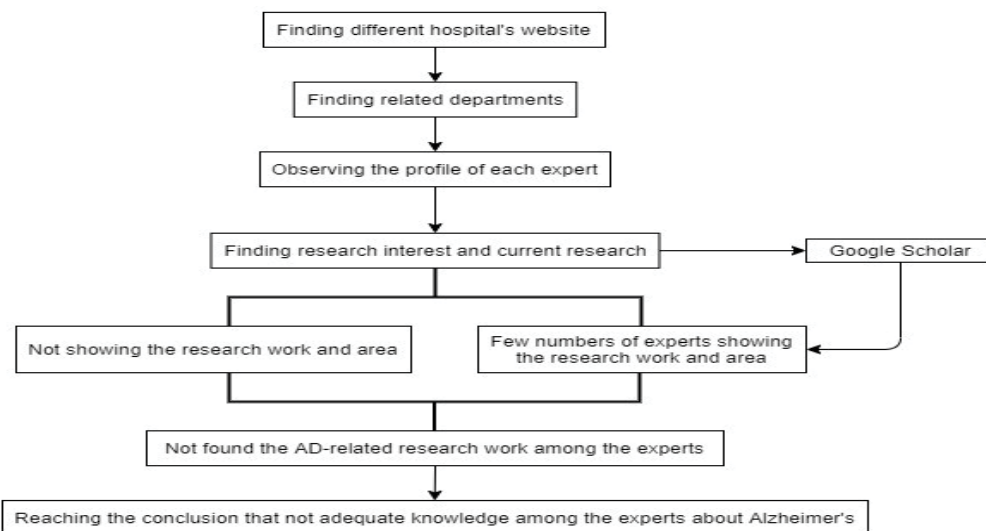 Finding different hospital's website
Finding related departments
Observing the profile of each expert
Finding research interest and current research
Google Scholar
Not showing the research work and area
Few numbers of experts showing
the research work and area
Not found the AD-related research work among the experts
Reaching the conclusion that not adequate knowledge among the experts about Alzheimer's